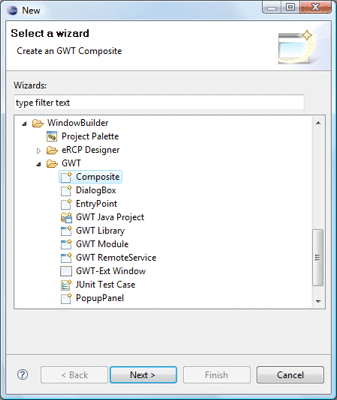 New
Select a wizard
Create an GWT Composite
Wizards:
type filter text
WindowBuilder
Project Palette
eRCP Designer
GWT
Composite
DialogBox
EntryPoint
GWT Java Project
GWT Library
GWT Module
GWT RemoteService
GWT-Ext Window
JUnit Test Case
PopupPanel
? < Back Next > Finish Cancel